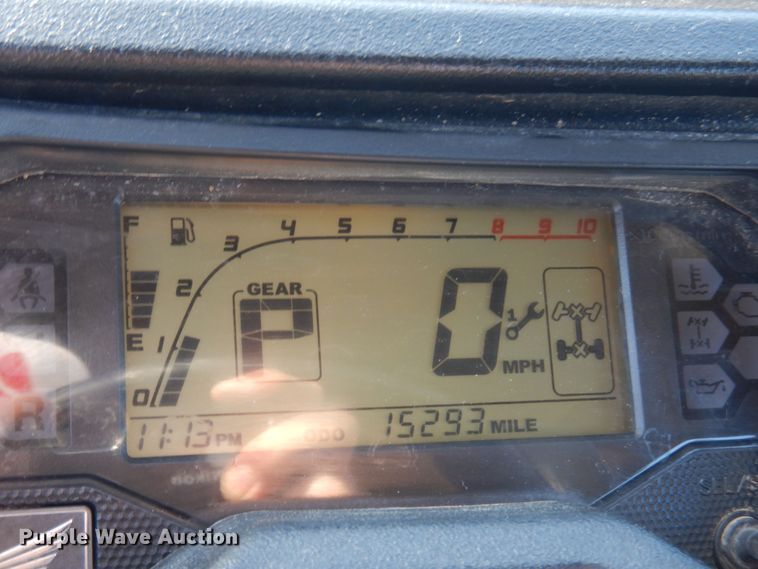 F 4 5 6 7 8 9 10
3
2
GEAR
P 0 1
E 1
MPH
0
11:13 PM ODO 15293 MILE
R
Purple Wave Auction